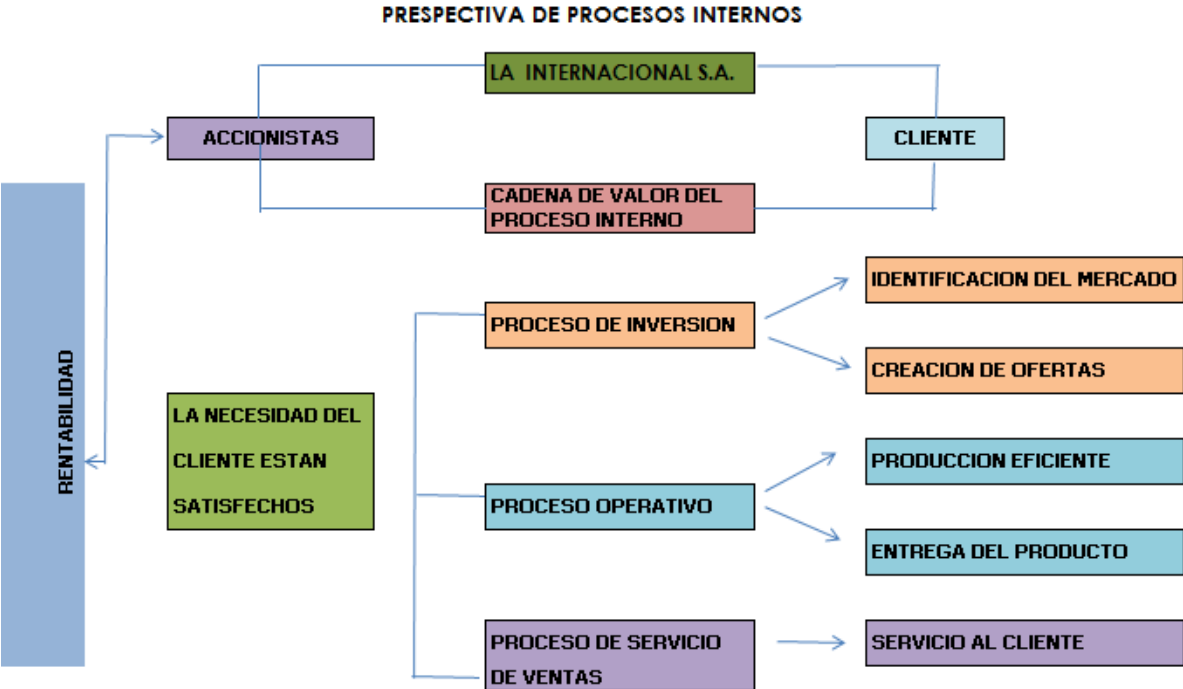 PRESPECTIVA DE PROCESOS INTERNOS
LA INTERNACIONAL S.A.
ACCIONISTAS
CLIENTE
CADENA DE VALOR DEL
PROCESO INTERNO
IDENTIFICACION DEL MERCADO
PROCESO DE INVERSION
CREACION DE OFERTAS
RENTABILIDAD
LA NECESIDAD DEL
CLIENTE ESTAN
SATISFECHOS
PRODUCCION EFICIENTE
PROCESO OPERATIVO
ENTREGA DEL PRODUCTO
PROCESO DE SERVICIO
DE VENTAS
SERVICIO AL CLIENTE